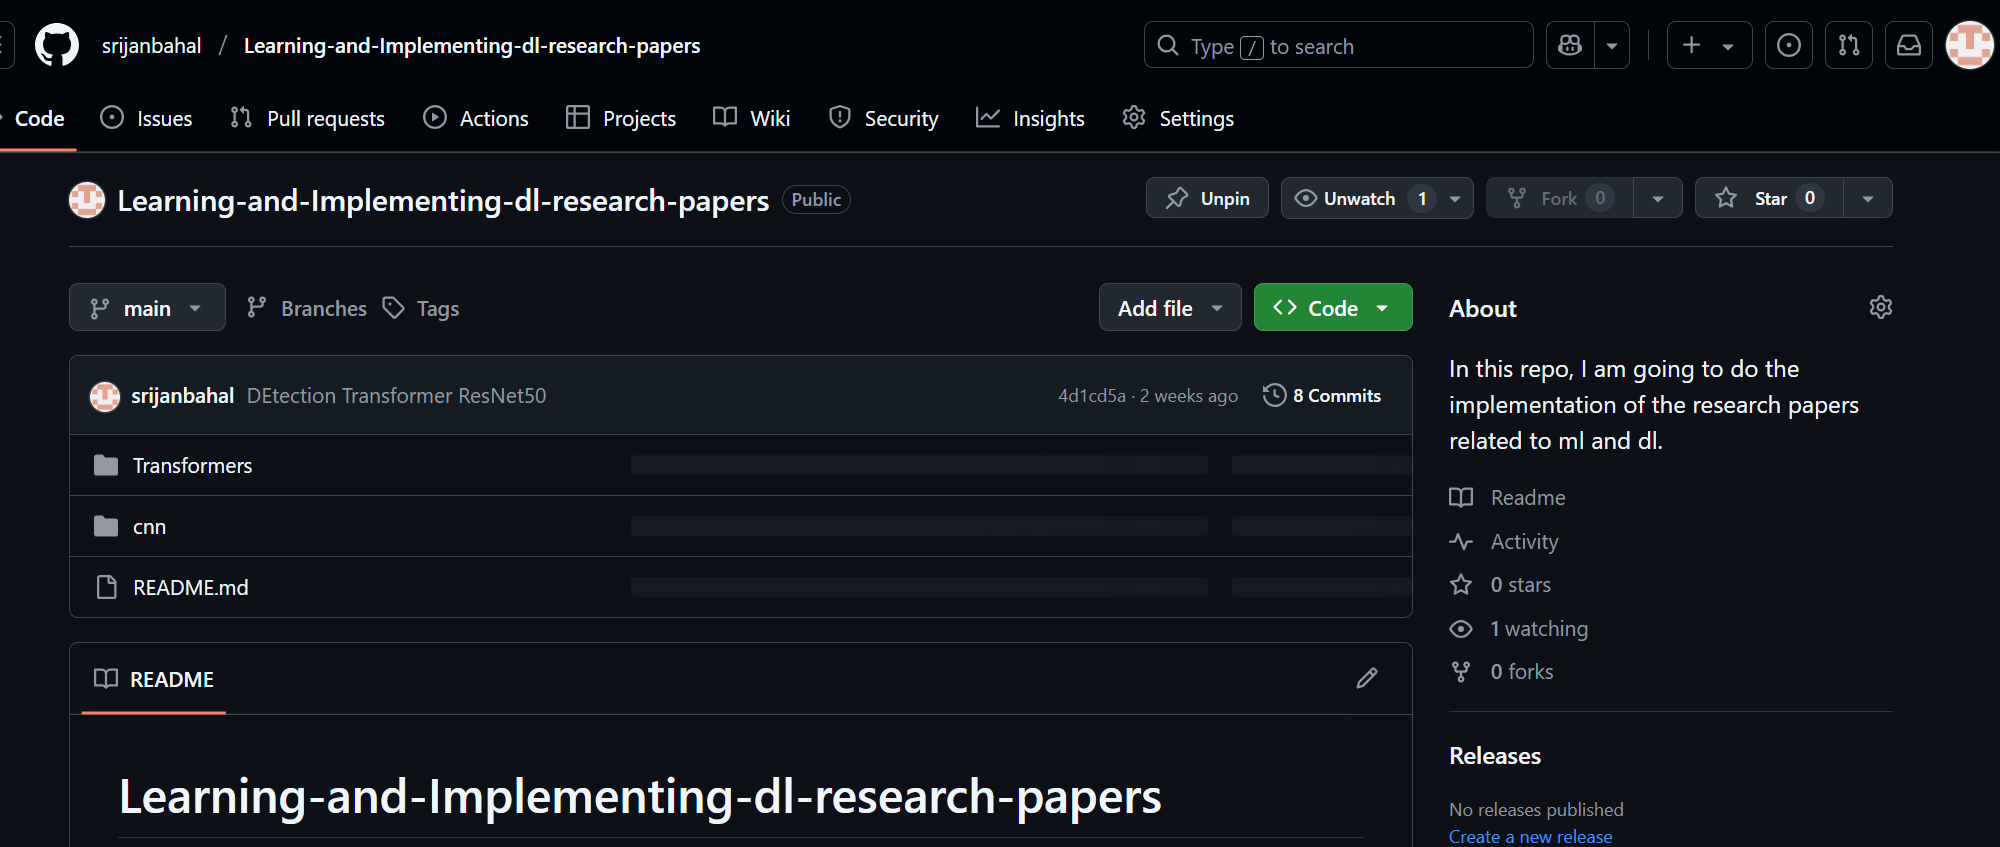 srijanbahal / Learning-and-Implementing-dl-research-papers
Type / to search
Code Issues Pull requests Actions Projects Wiki Security Insights Settings
Learning-and-Implementing-dl-research-papers Public
Unpin Unwatch 1 Fork 0 Star 0
main Branches Tags Add file Code
srijanbahal DEtection Transformer ResNet50 4d1cd5a · 2 weeks ago 8 Commits
Transformers
cnn
README.md
README
Learning-and-Implementing-dl-research-papers
About
In this repo, I am going to do the
implementation of the research papers
related to ml and dl.
Readme
Activity
0 stars
1 watching
0 forks
Releases
No releases published
Create a new release